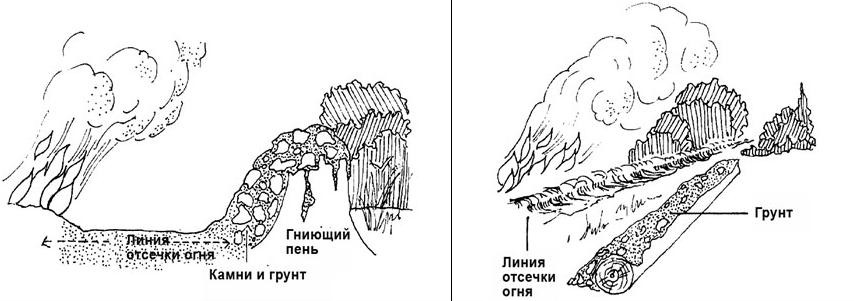 Линия
отсечки огня
Гниющий
пень
Камни и грунт
Грунт
Линия
отсечки
огня